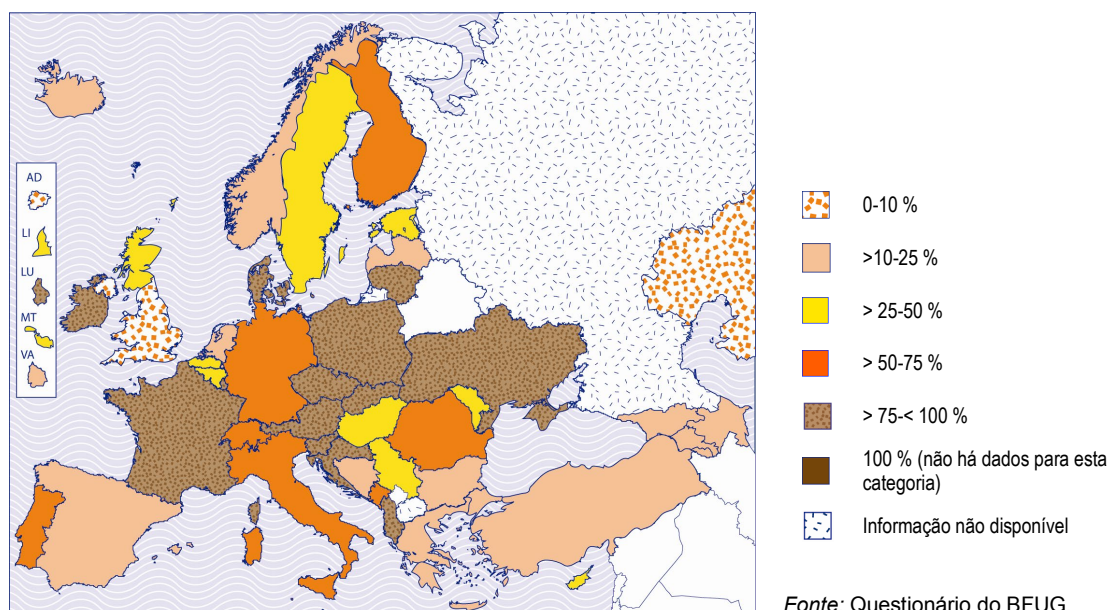 AD
LI
LU
MT
VA
0-10 %
>10-25 %
> 25-50 %
> 50-75 %
> 75-< 100 %
100 % (não há dados para esta
categoria)
Informação não disponível
Fonte: Questionário do BFUG